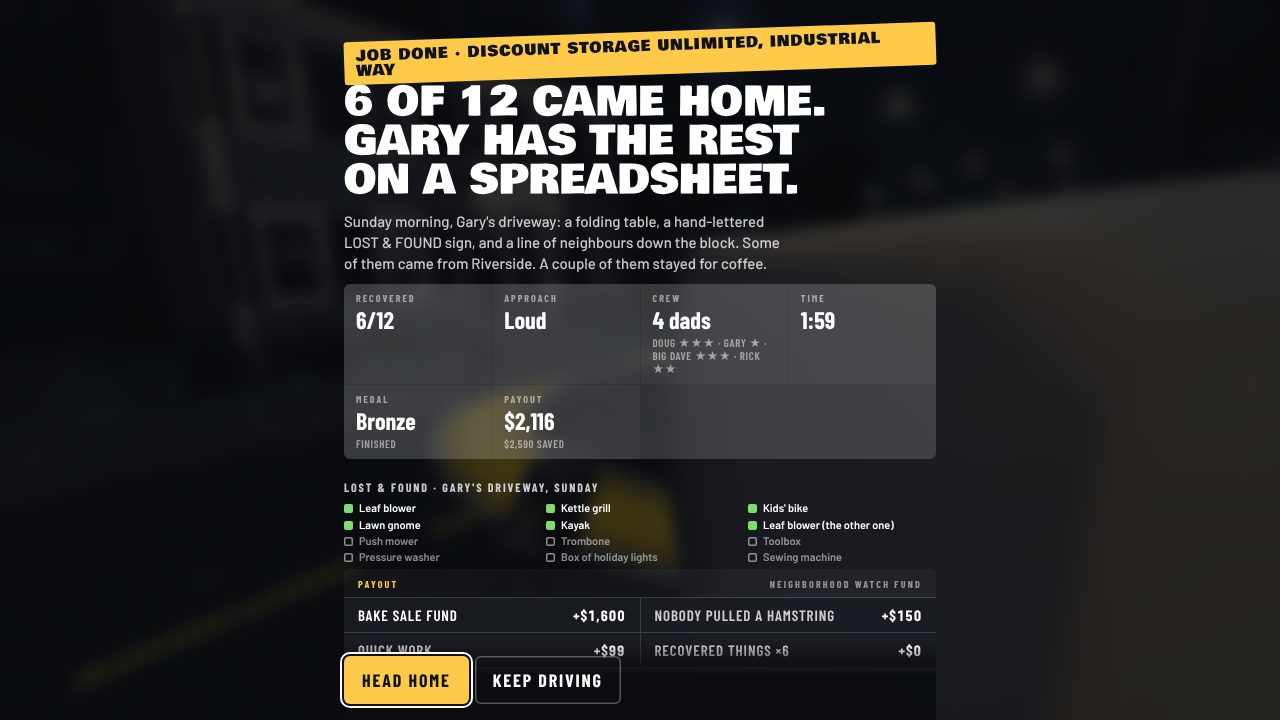 JOB DONE · DISCOUNT STORAGE UNLIMITED, INDUSTRIAL
WAY
6 OF 12 CAME HOME.
GARY HAS THE REST
ON A SPREADSHEET.
Sunday morning, Gary's driveway: a folding table, a hand-lettered
LOST & FOUND sign, and a line of neighbours down the block. Some
of them came from Riverside. A couple of them stayed for coffee.
RECOVERED
6/12
APPROACH
Loud
CREW
4 dads
DOUG ★★★ · GARY ★ ·
BIG DAVE ★★★ · RICK
★★
TIME
1:59
MEDAL
Bronze
FINISHED
PAYOUT
$2,116
$2,590 SAVED
LOST & FOUND · GARY'S DRIVEWAY, SUNDAY
Leaf blower
Kettle grill
Kids' bike
Lawn gnome
Kayak
Leaf blower (the other one)
Push mower
Trombone
Toolbox
Pressure washer
Box of holiday lights
Sewing machine
PAYOUT
NEIGHBORHOOD WATCH FUND
BAKE SALE FUND +$1,600
NOBODY PULLED A HAMSTRING +$150
QUICK WORK +$99
RECOVERED THINGS ×6 +$0
HEAD HOME
KEEP DRIVING